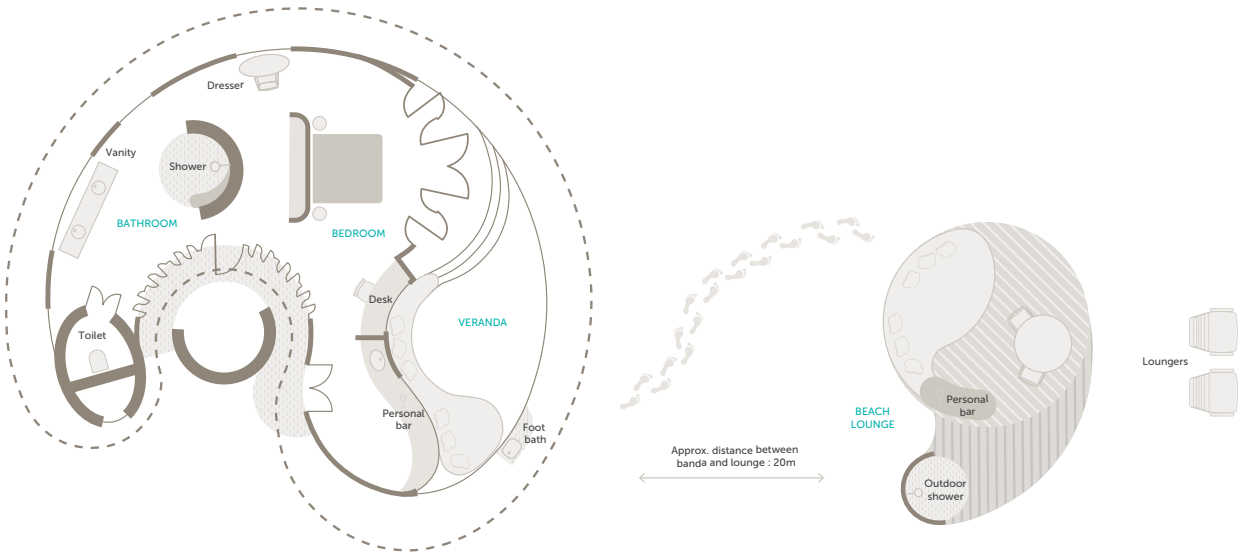 Dresser
Vanity
Shower
BATHROOM
BEDROOM
Desk
VERANDA
Toilet
Personal
bar
Foot
bath
Approx. distance between
banda and lounge : 20m
BEACH
LOUNGE
Personal
bar
Outdoor
shower
Loungers